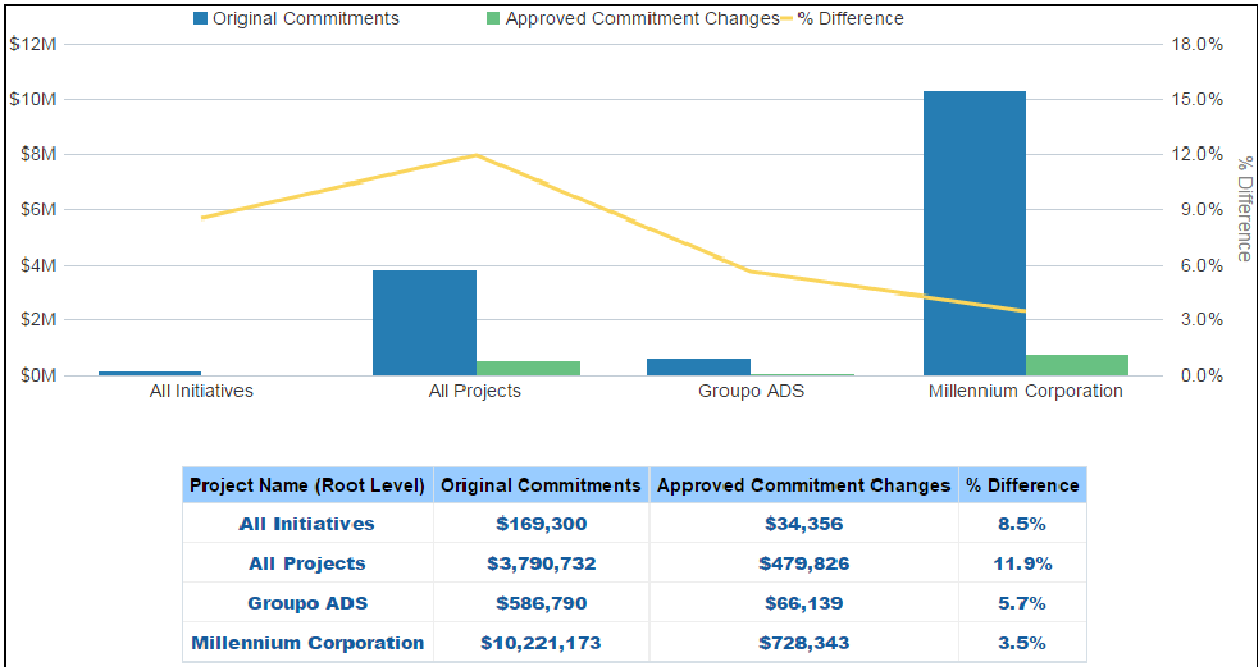 Original Commitments Approved Commitment Changes % Difference
$12M 18.0%
$10M 15.0%
$8M 12.0%
$6M 9.0%
$4M 6.0%
$2M 3.0%
$0M 0.0%
% Difference
All Initiatives All Projects Groupo ADS Millennium Corporation
Project Name (Root Level) Original Commitments Approved Commitment Changes % Difference
All Initiatives $169,300 $34,356 8.5%
All Projects $3,790,732 $479,826 11.9%
Groupo ADS $586,790 $66,139 5.7%
Millennium Corporation $10,221,173 $728,343 3.5%